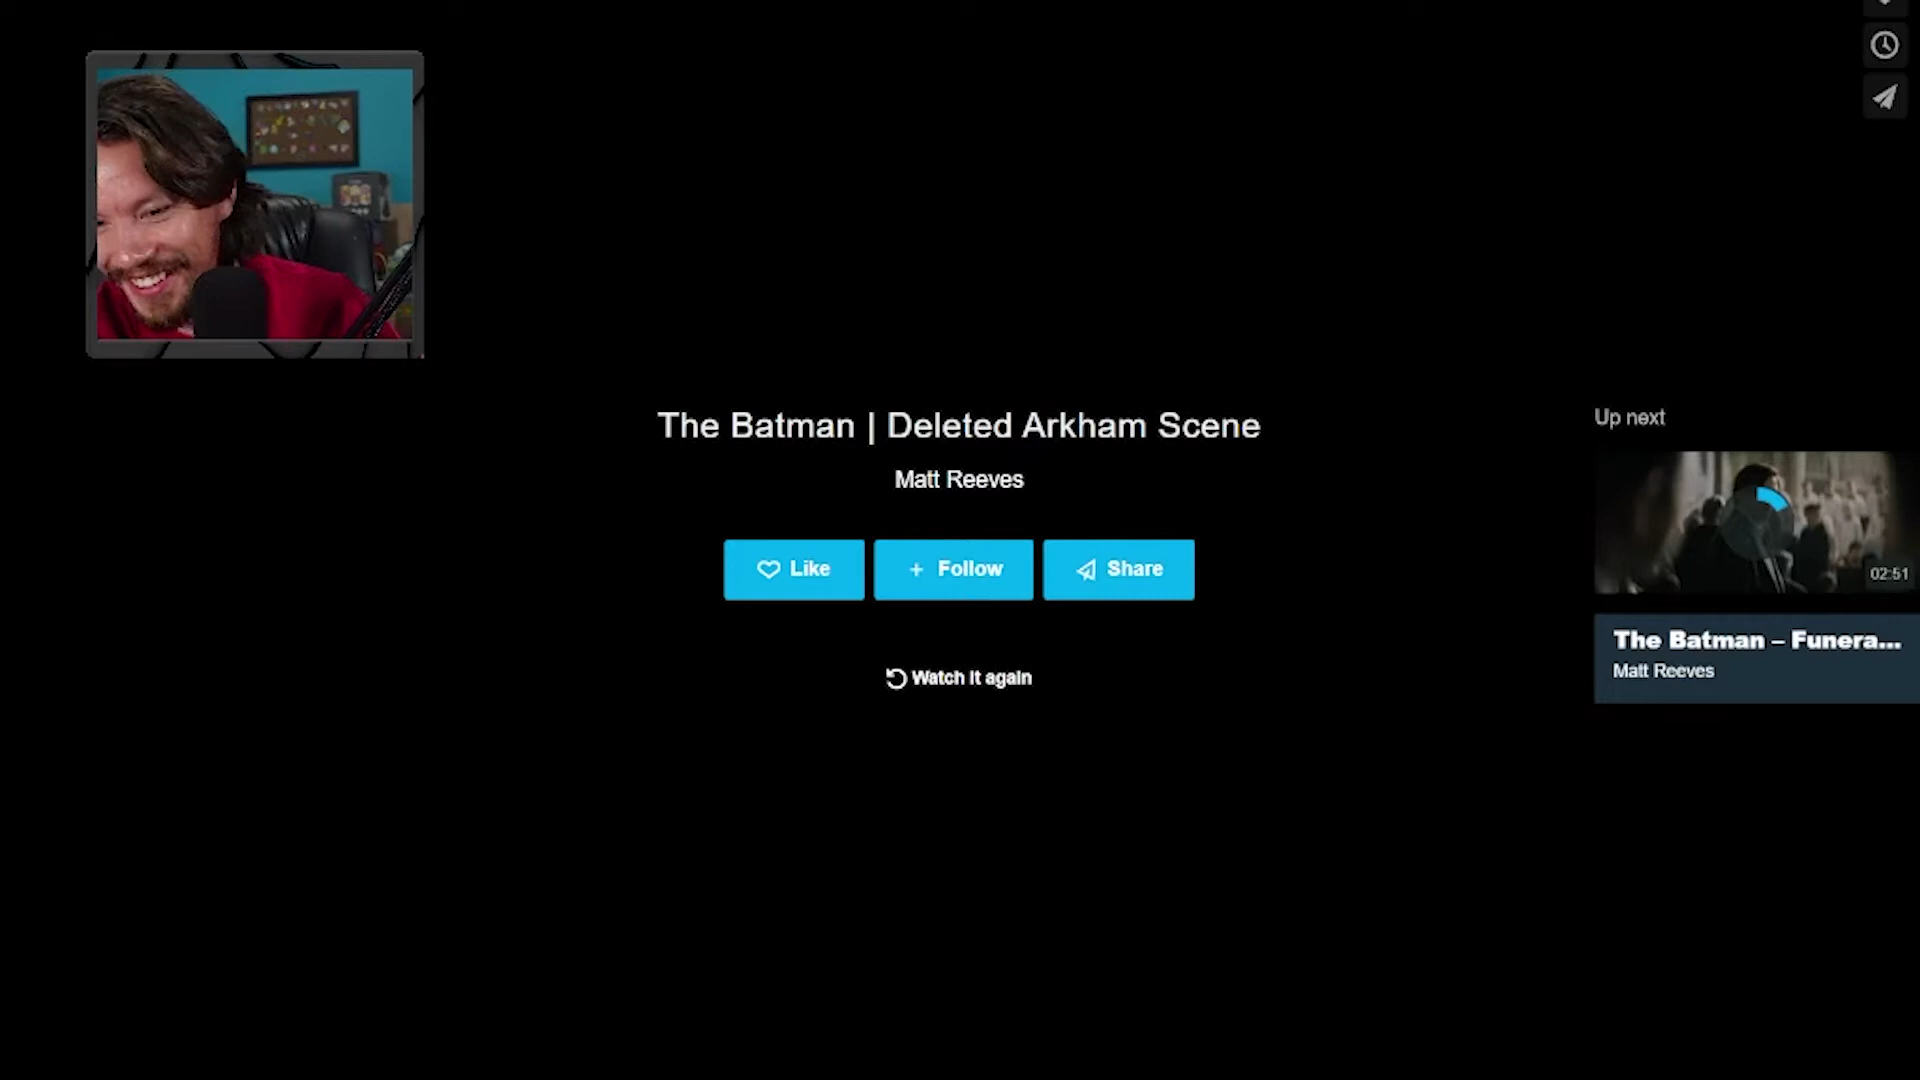 The Batman | Deleted Arkham Scene
Matt Reeves
Like
Follow
Share
Watch it again
Up next
02:51
The Batman – Funera...
Matt Reeves